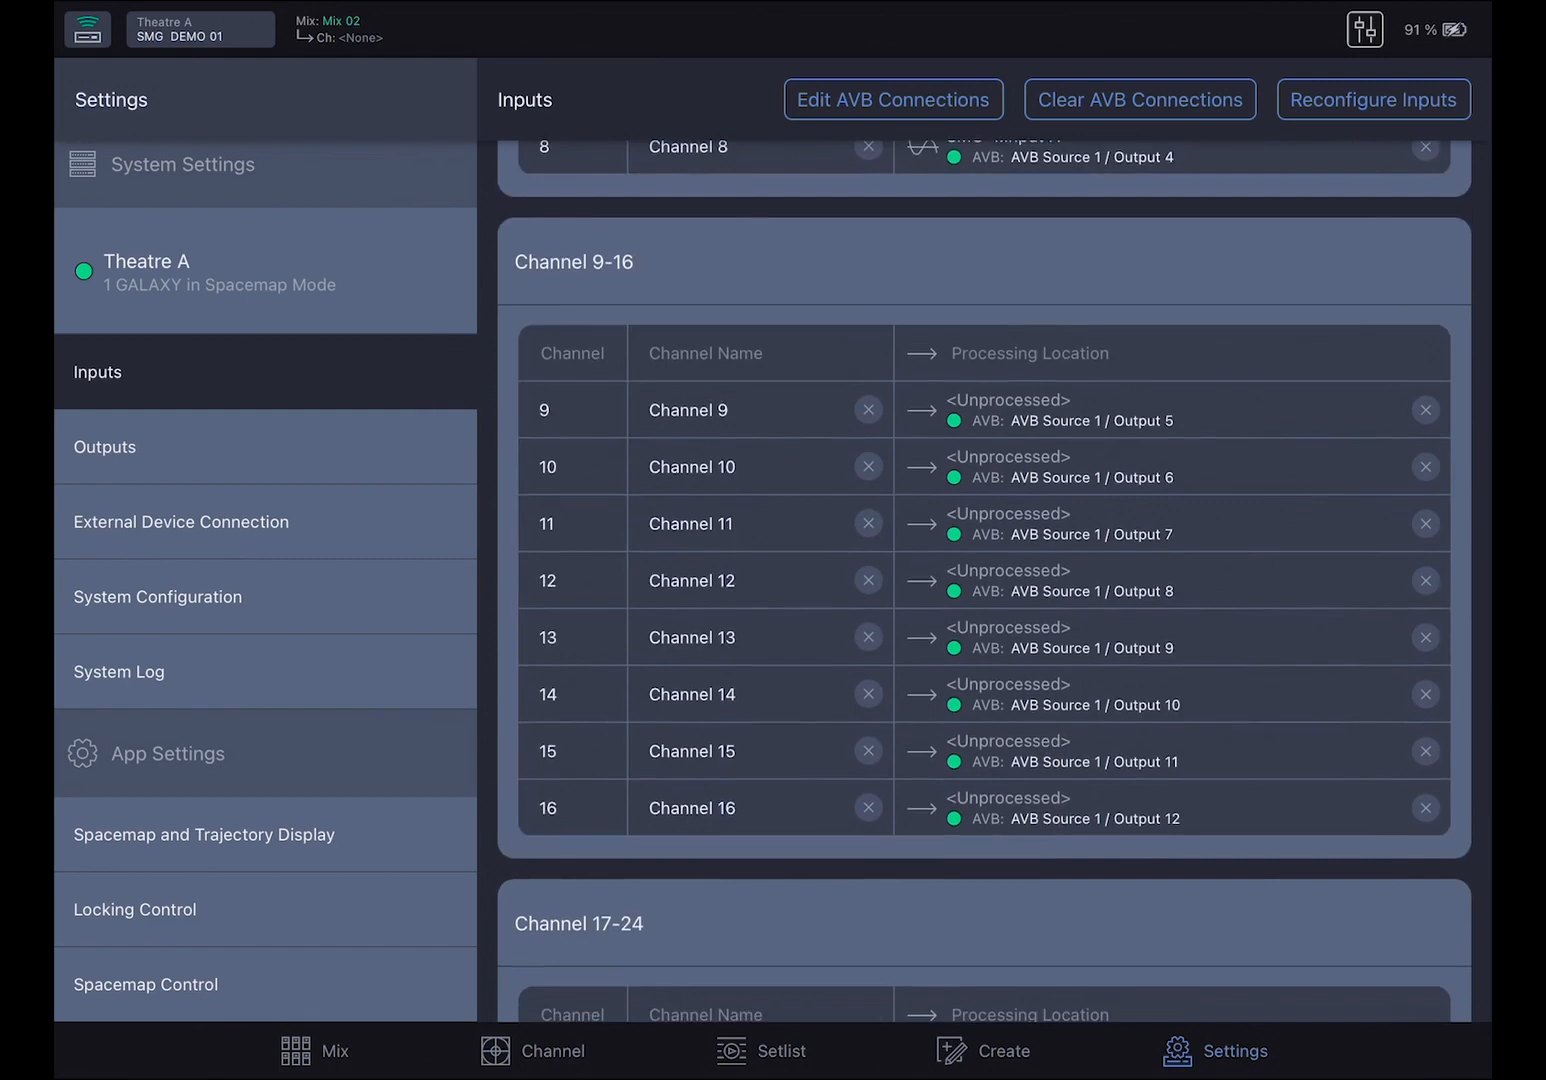 Theatre A
SMG DEMO 01
Mix: Mix 02
Ch: <None>
91 %
Settings
Inputs
Edit AVB Connections
Clear AVB Connections
Reconfigure Inputs
System Settings
Theatre A
1 GALAXY in Spacemap Mode
Inputs
Outputs
External Device Connection
System Configuration
System Log
App Settings
Spacemap and Trajectory Display
Locking Control
Spacemap Control
8
Channel 8
AVB: AVB Source 1 / Output 4
Channel 9-16
Channel
Channel Name
Processing Location
9
Channel 9
<Unprocessed>
AVB: AVB Source 1 / Output 5
10
Channel 10
<Unprocessed>
AVB: AVB Source 1 / Output 6
11
Channel 11
<Unprocessed>
AVB: AVB Source 1 / Output 7
12
Channel 12
<Unprocessed>
AVB: AVB Source 1 / Output 8
13
Channel 13
<Unprocessed>
AVB: AVB Source 1 / Output 9
14
Channel 14
<Unprocessed>
AVB: AVB Source 1 / Output 10
15
Channel 15
<Unprocessed>
AVB: AVB Source 1 / Output 11
16
Channel 16
<Unprocessed>
AVB: AVB Source 1 / Output 12
Channel 17-24
Channel
Channel Name
Processing Location
Mix
Channel
Setlist
Create
Settings